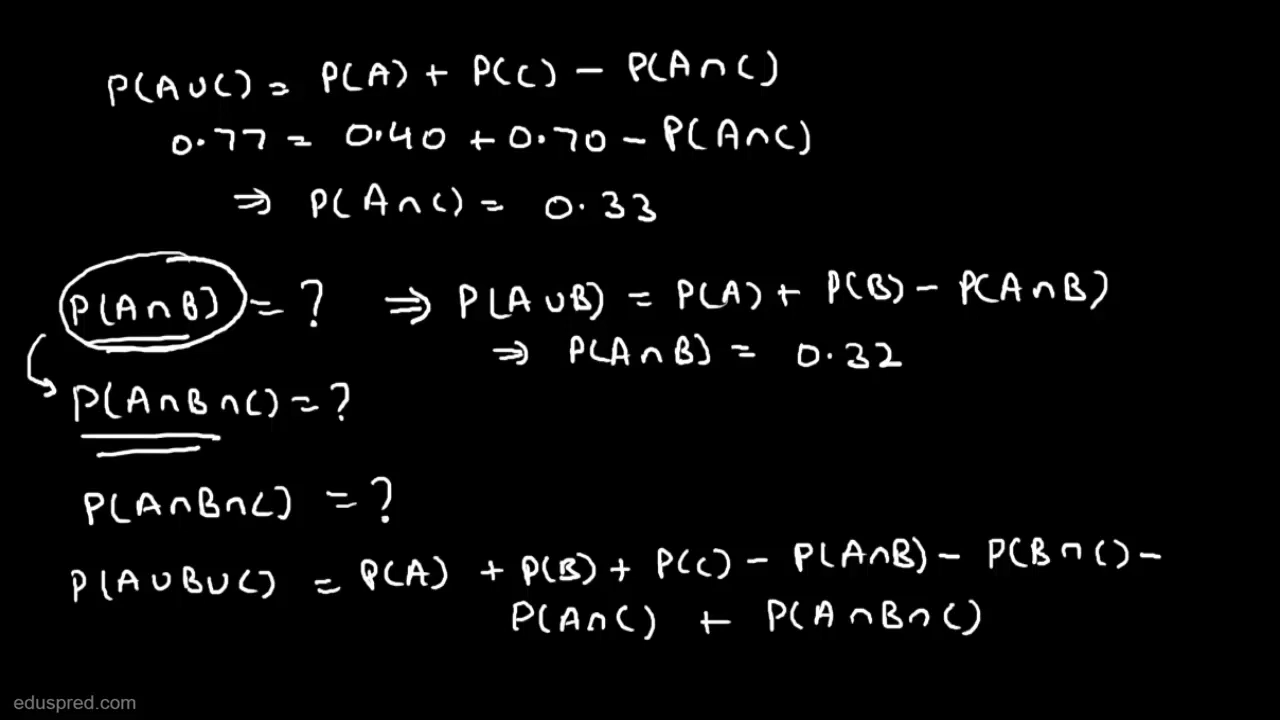 P(A∪C) = P(A) + P(C) − P(A∩C)
0.77 = 0.40 + 0.70 − P(A∩C)
⇒ P(A∩C) = 0.33
P(A∩B) = ? ⇒ P(A∪B) = P(A) + P(B) − P(A∩B)
⇒ P(A∩B) = 0.32
P(A∩B∩C) = ?
P(A∩B∩C) = ?
P(A∪B∪C) = P(A) + P(B) + P(C) − P(A∩B) − P(B∩C) −
P(A∩C) + P(A∩B∩C)
eduspred.com